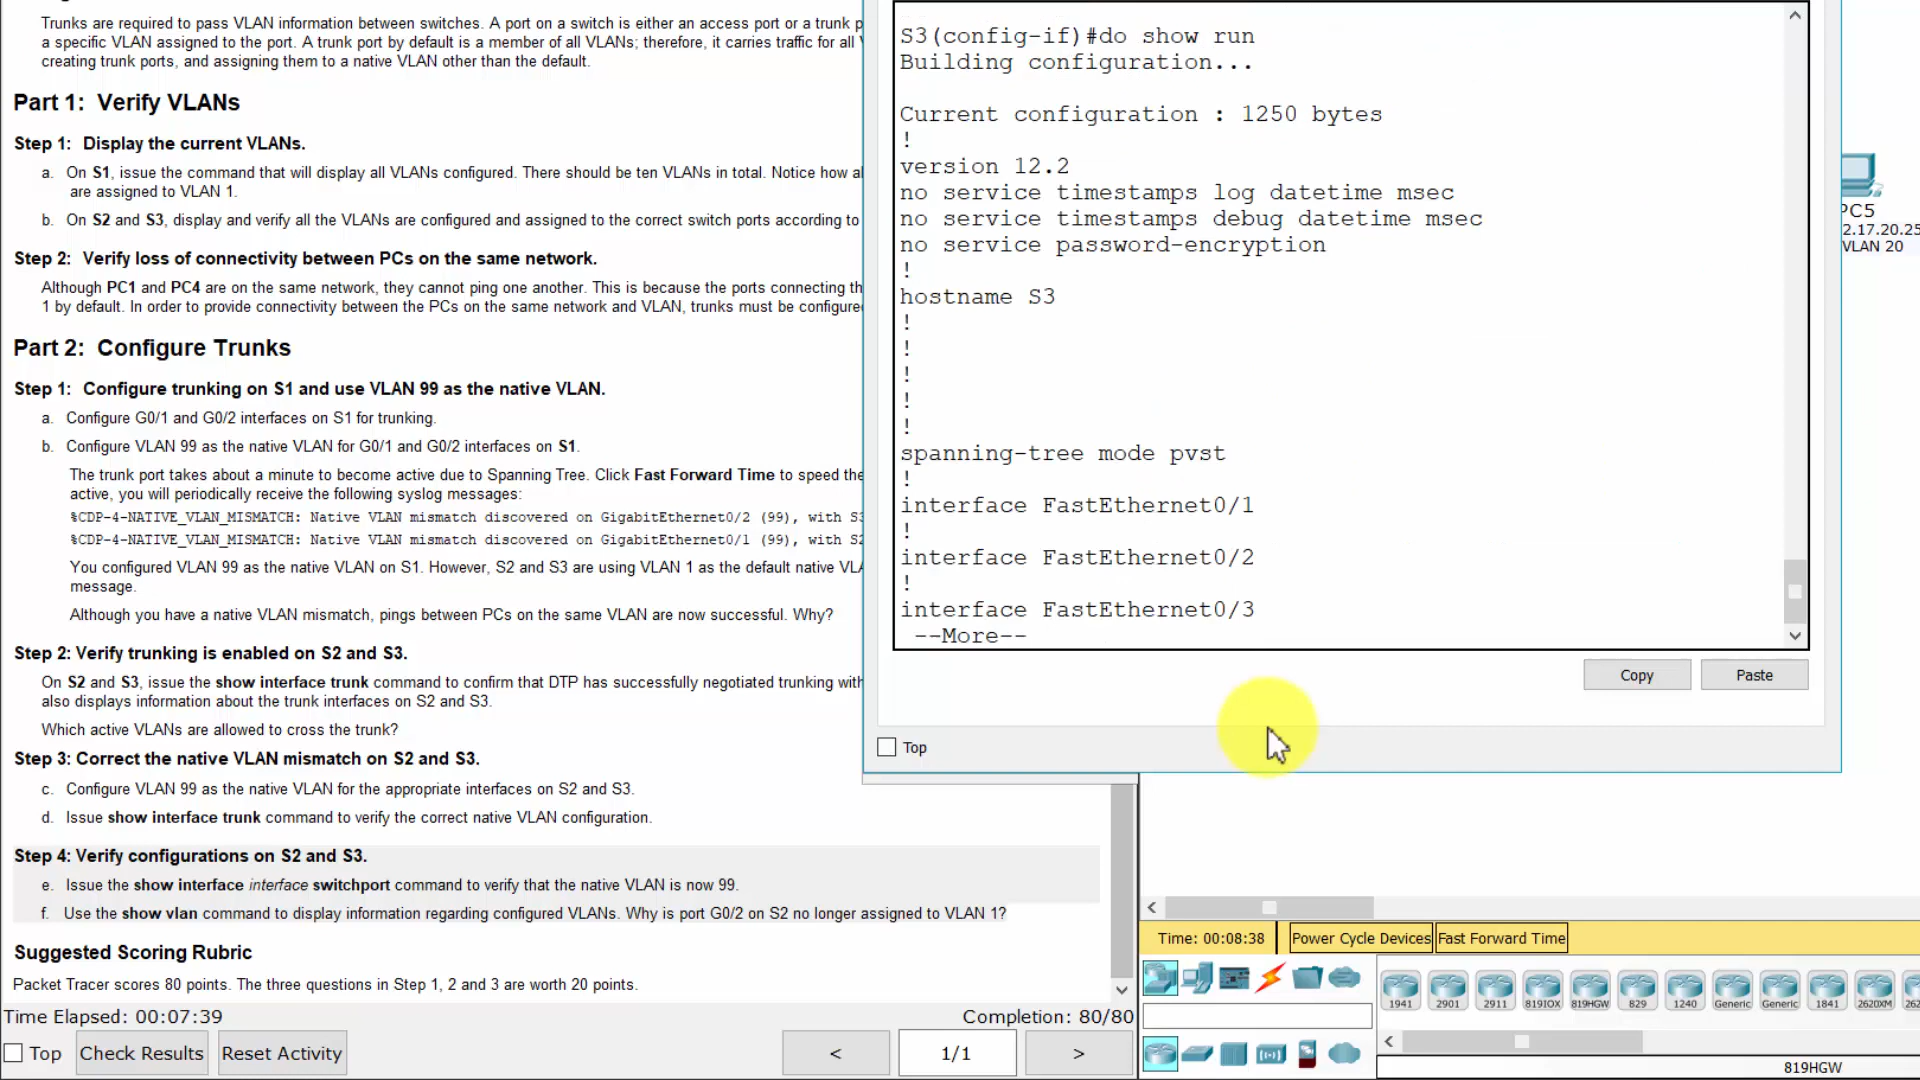 Trunks are required to pass VLAN information between switches. A port on a switch is either an access port or a trunk p
a specific VLAN assigned to the port. A trunk port by default is a member of all VLANs; therefore, it carries traffic for all
creating trunk ports, and assigning them to a native VLAN other than the default.
Part 1: Verify VLANs
Step 1: Display the current VLANs.
a. On S1, issue the command that will display all VLANs configured. There should be ten VLANs in total. Notice how al
are assigned to VLAN 1.
b. On S2 and S3, display and verify all the VLANs are configured and assigned to the correct switch ports according to
Step 2: Verify loss of connectivity between PCs on the same network.
Although PC1 and PC4 are on the same network, they cannot ping one another. This is because the ports connecting th
1 by default. In order to provide connectivity between the PCs on the same network and VLAN, trunks must be configure
Part 2: Configure Trunks
Step 1: Configure trunking on S1 and use VLAN 99 as the native VLAN.
a. Configure G0/1 and G0/2 interfaces on S1 for trunking.
b. Configure VLAN 99 as the native VLAN for G0/1 and G0/2 interfaces on S1.
The trunk port takes about a minute to become active due to Spanning Tree. Click Fast Forward Time to speed the
active, you will periodically receive the following syslog messages:
%CDP-4-NATIVE_VLAN_MISMATCH: Native VLAN mismatch discovered on GigabitEthernet0/2 (99), with S3
%CDP-4-NATIVE_VLAN_MISMATCH: Native VLAN mismatch discovered on GigabitEthernet0/1 (99), with S2
You configured VLAN 99 as the native VLAN on S1. However, S2 and S3 are using VLAN 1 as the default native VLA
message.
Although you have a native VLAN mismatch, pings between PCs on the same VLAN are now successful. Why?
Step 2: Verify trunking is enabled on S2 and S3.
On S2 and S3, issue the show interface trunk command to confirm that DTP has successfully negotiated trunking with
also displays information about the trunk interfaces on S2 and S3.
Which active VLANs are allowed to cross the trunk?
Step 3: Correct the native VLAN mismatch on S2 and S3.
c. Configure VLAN 99 as the native VLAN for the appropriate interfaces on S2 and S3.
d. Issue show interface trunk command to verify the correct native VLAN configuration.
Step 4: Verify configurations on S2 and S3.
e. Issue the show interface interface switchport command to verify that the native VLAN is now 99.
f. Use the show vlan command to display information regarding configured VLANs. Why is port G0/2 on S2 no longer assigned to VLAN 1?
Suggested Scoring Rubric
Packet Tracer scores 80 points. The three questions in Step 1, 2 and 3 are worth 20 points.
Time Elapsed: 00:07:39
Completion: 80/80
Top
Check Results
Reset Activity
<
1/1
>
S3(config-if)#do show run
Building configuration...
Current configuration : 1250 bytes
!
version 12.2
no service timestamps log datetime msec
no service timestamps debug datetime msec
no service password-encryption
!
hostname S3
!
!
!
!
!
spanning-tree mode pvst
!
interface FastEthernet0/1
!
interface FastEthernet0/2
!
interface FastEthernet0/3
--More--
Copy
Paste
Top
PC5
2.17.20.25
VLAN 20
Time: 00:08:38
Power Cycle Devices
Fast Forward Time
1941
2901
2911
819IOX
819HGW
829
1240
Generic
Generic
1841
2620XM
262
819HGW